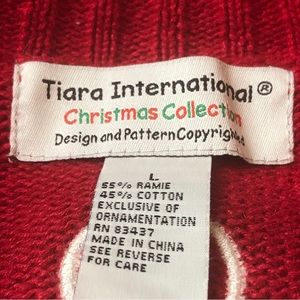 Tiara International®
Christmas Collection
Design and Pattern Copyrighted
L
55% RAMIE
45% COTTON
EXCLUSIVE OF
ORNAMENTATION
RN 83437
MADE IN CHINA
SEE REVERSE
FOR CARE